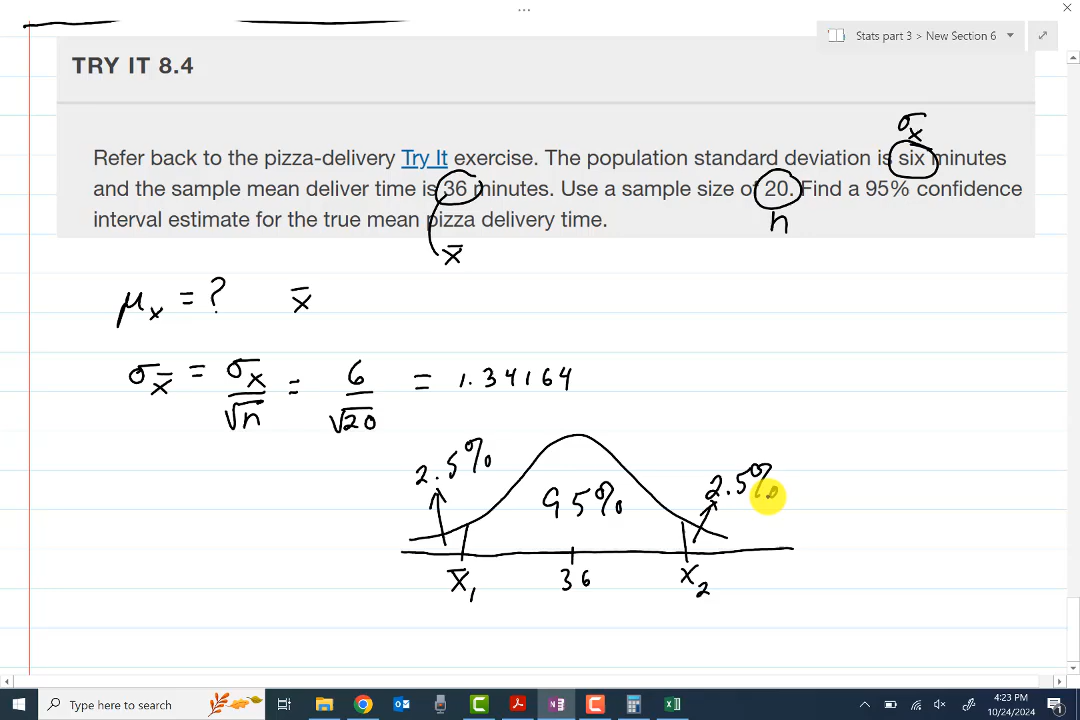 Stats part 3 > New Section 6
TRY IT 8.4
σx
Refer back to the pizza-delivery Try It exercise. The population standard deviation is six minutes
and the sample mean deliver time is 36 minutes. Use a sample size of 20. Find a 95% confidence
interval estimate for the true mean pizza delivery time.
x̄
n
μx = ? x̄
σx̄ = σx/√n = 6/√20 = 1.34164
2.5% 95% 2.5%
x̄1 36 x2
Type here to search
4:23 PM
10/24/2024
1